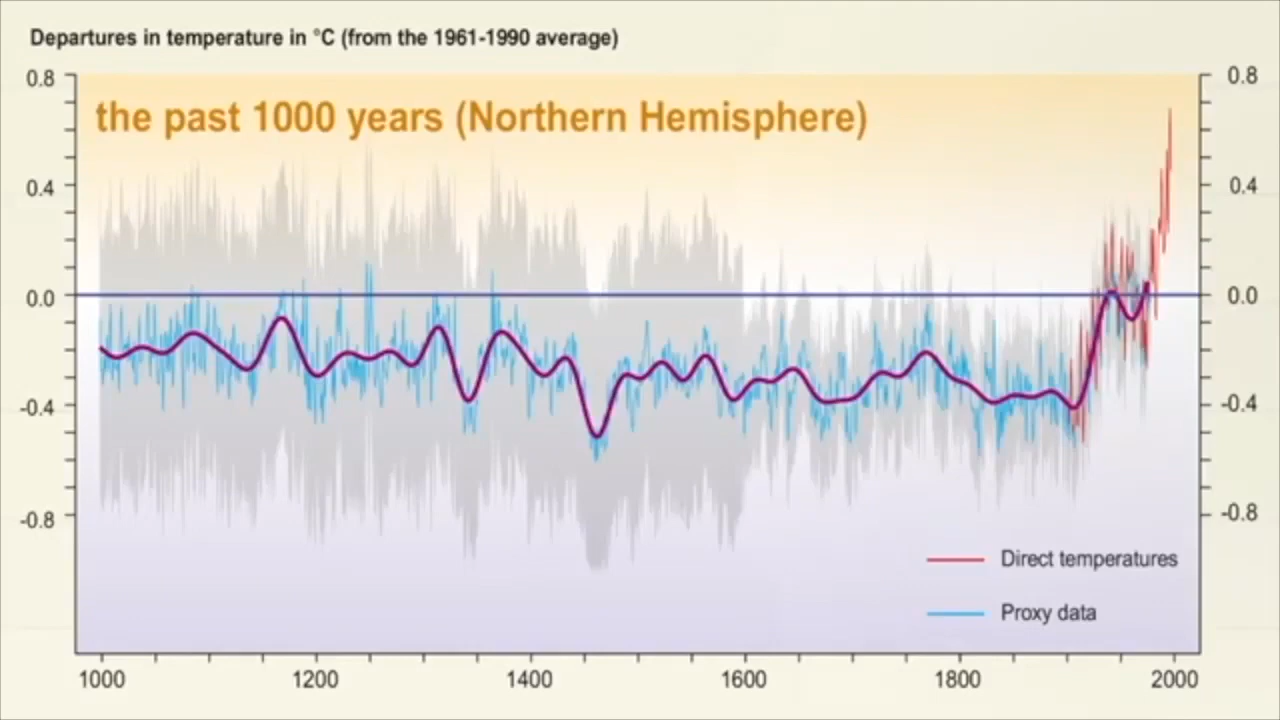 Departures in temperature in °C (from the 1961-1990 average)
the past 1000 years (Northern Hemisphere)
0.8 0.8
0.4 0.4
0.0 0.0
-0.4 -0.4
-0.8 -0.8
Direct temperatures
Proxy data
1000 1200 1400 1600 1800 2000